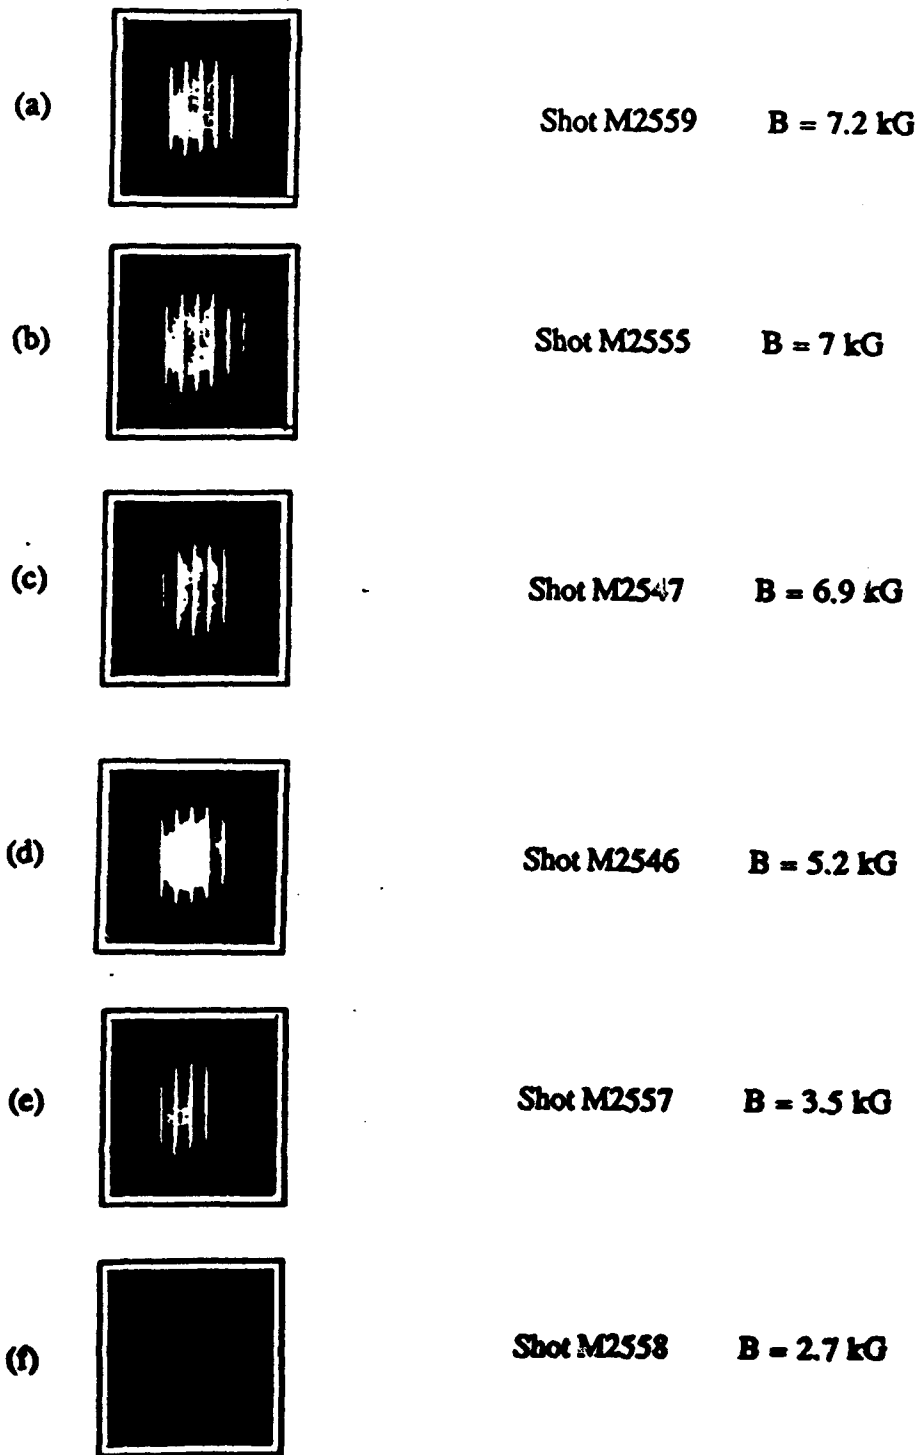 (a) Shot M2559 B = 7.2 kG
(b) Shot M2555 B = 7 kG
(c) Shot M2547 B = 6.9 kG
(d) Shot M2546 B = 5.2 kG
(e) Shot M2557 B = 3.5 kG
(f) Shot M2558 B = 2.7 kG